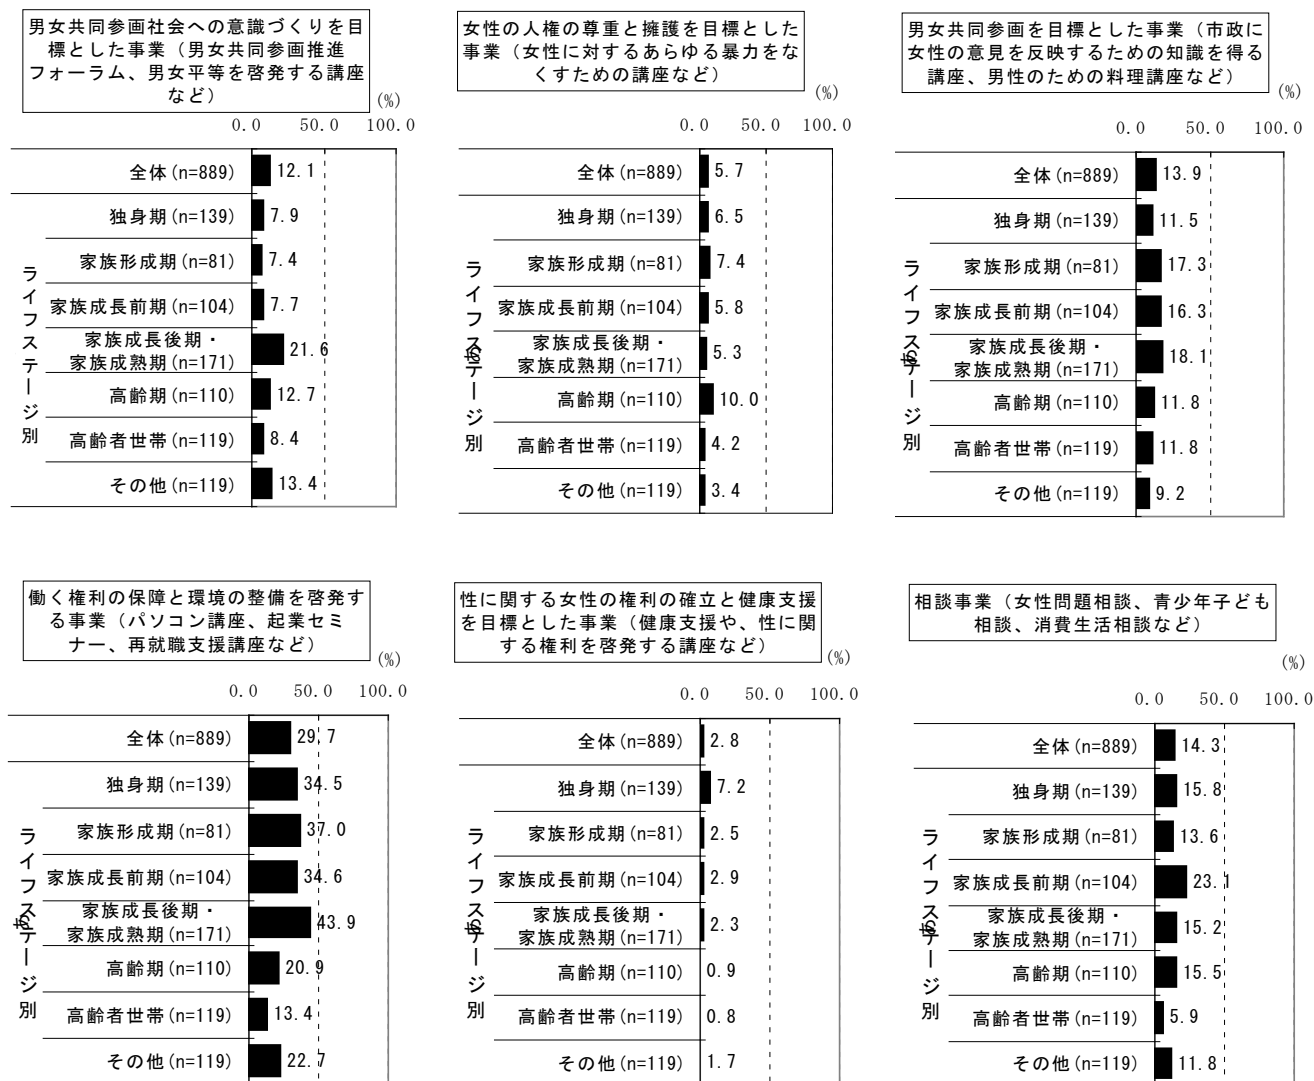 男女共同参画社会への意識づくりを目
標とした事業(男女共同参画推進
フォーラム、男女平等を啓発する講座
など)
(%)
0.0 50.0 100.0
全体(n=889) 12.1
独身期(n=139) 7.9
家族形成期(n=81) 7.4
家族成長前期(n=104) 7.7
家族成長後期・
家族成熟期(n=171) 21.6
高齢期(n=110) 12.7
高齢者世帯(n=119) 8.4
その他(n=119) 13.4
ライフステージ別
女性の人権の尊重と擁護を目標とした
事業(女性に対するあらゆる暴力をな
くすための講座など)
(%)
0.0 50.0 100.0
全体(n=889) 5.7
独身期(n=139) 6.5
家族形成期(n=81) 7.4
家族成長前期(n=104) 5.8
家族成長後期・
家族成熟期(n=171) 5.3
高齢期(n=110) 10.0
高齢者世帯(n=119) 4.2
その他(n=119) 3.4
ライフステージ別
男女共同参画を目標とした事業(市政に
女性の意見を反映するための知識を得る
講座、男性のための料理講座など)
(%)
0.0 50.0 100.0
全体(n=889) 13.9
独身期(n=139) 11.5
家族形成期(n=81) 17.3
家族成長前期(n=104) 16.3
家族成長後期・
家族成熟期(n=171) 18.1
高齢期(n=110) 11.8
高齢者世帯(n=119) 11.8
その他(n=119) 9.2
ライフステージ別
働く権利の保障と環境の整備を啓発す
る事業(パソコン講座、起業セミ
ナー、再就職支援講座など)
(%)
0.0 50.0 100.0
全体(n=889) 29.7
独身期(n=139) 34.5
家族形成期(n=81) 37.0
家族成長前期(n=104) 34.6
家族成長後期・
家族成熟期(n=171) 43.9
高齢期(n=110) 20.9
高齢者世帯(n=119) 13.4
その他(n=119) 22.7
ライフステージ別
性に関する女性の権利の確立と健康支援
を目標とした事業(健康支援や、性に関
する権利を啓発する講座など)
(%)
0.0 50.0 100.0
全体(n=889) 2.8
独身期(n=139) 7.2
家族形成期(n=81) 2.5
家族成長前期(n=104) 2.9
家族成長後期・
家族成熟期(n=171) 2.3
高齢期(n=110) 0.9
高齢者世帯(n=119) 0.8
その他(n=119) 1.7
ライフステージ別
相談事業(女性問題相談、青少年子ども
相談、消費生活相談など)
(%)
0.0 50.0 100.0
全体(n=889) 14.3
独身期(n=139) 15.8
家族形成期(n=81) 13.6
家族成長前期(n=104) 23.1
家族成長後期・
家族成熟期(n=171) 15.2
高齢期(n=110) 15.5
高齢者世帯(n=119) 5.9
その他(n=119) 11.8
ライフステージ別